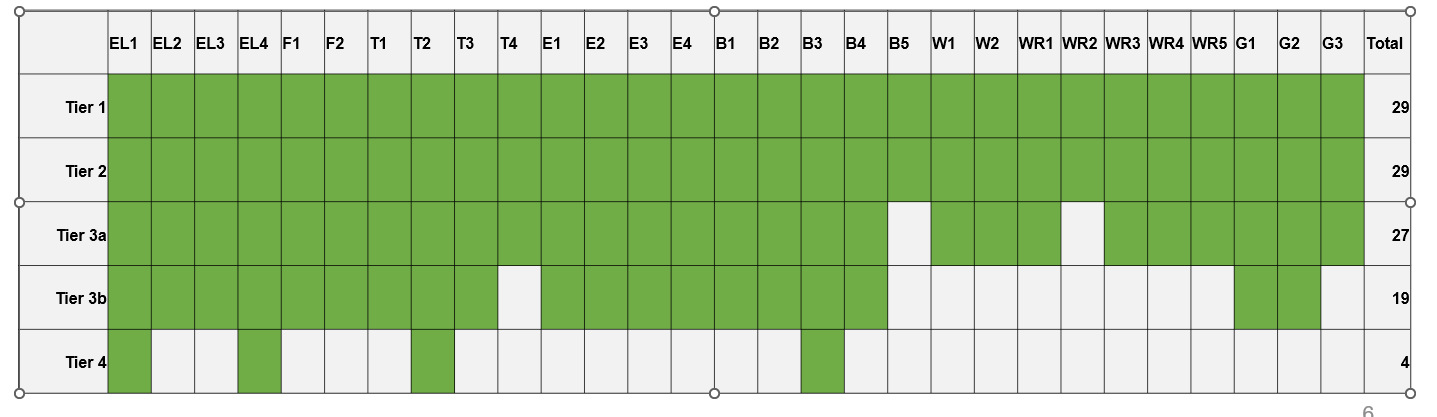 EL1 EL2 EL3 EL4 F1 F2 T1 T2 T3 T4 E1 E2 E3 E4 B1 B2 B3 B4 B5 W1 W2 WR1 WR2 WR3 WR4 WR5 G1 G2 G3 Total
Tier 1 29
Tier 2 29
Tier 3a 27
Tier 3b 19
Tier 4 4
6